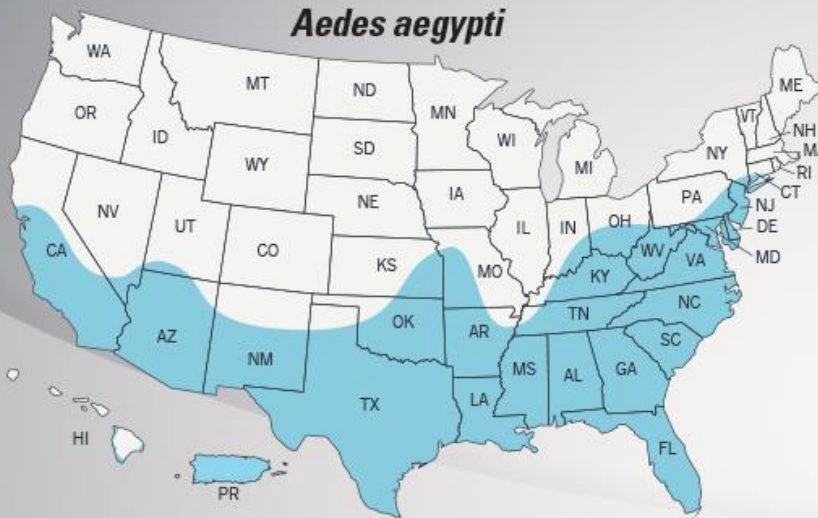 Aedes aegypti
WA
MT
ND
MN
ME
OR
ID
WY
SD
WI
MI
NY
VT
NH
MA
RI
CT
NV
UT
CO
NE
IA
IL
IN
OH
PA
NJ
DE
MD
CA
KS
MO
KY
WV
VA
AZ
NM
OK
AR
TN
NC
TX
LA
MS
AL
GA
SC
FL
HI
PR